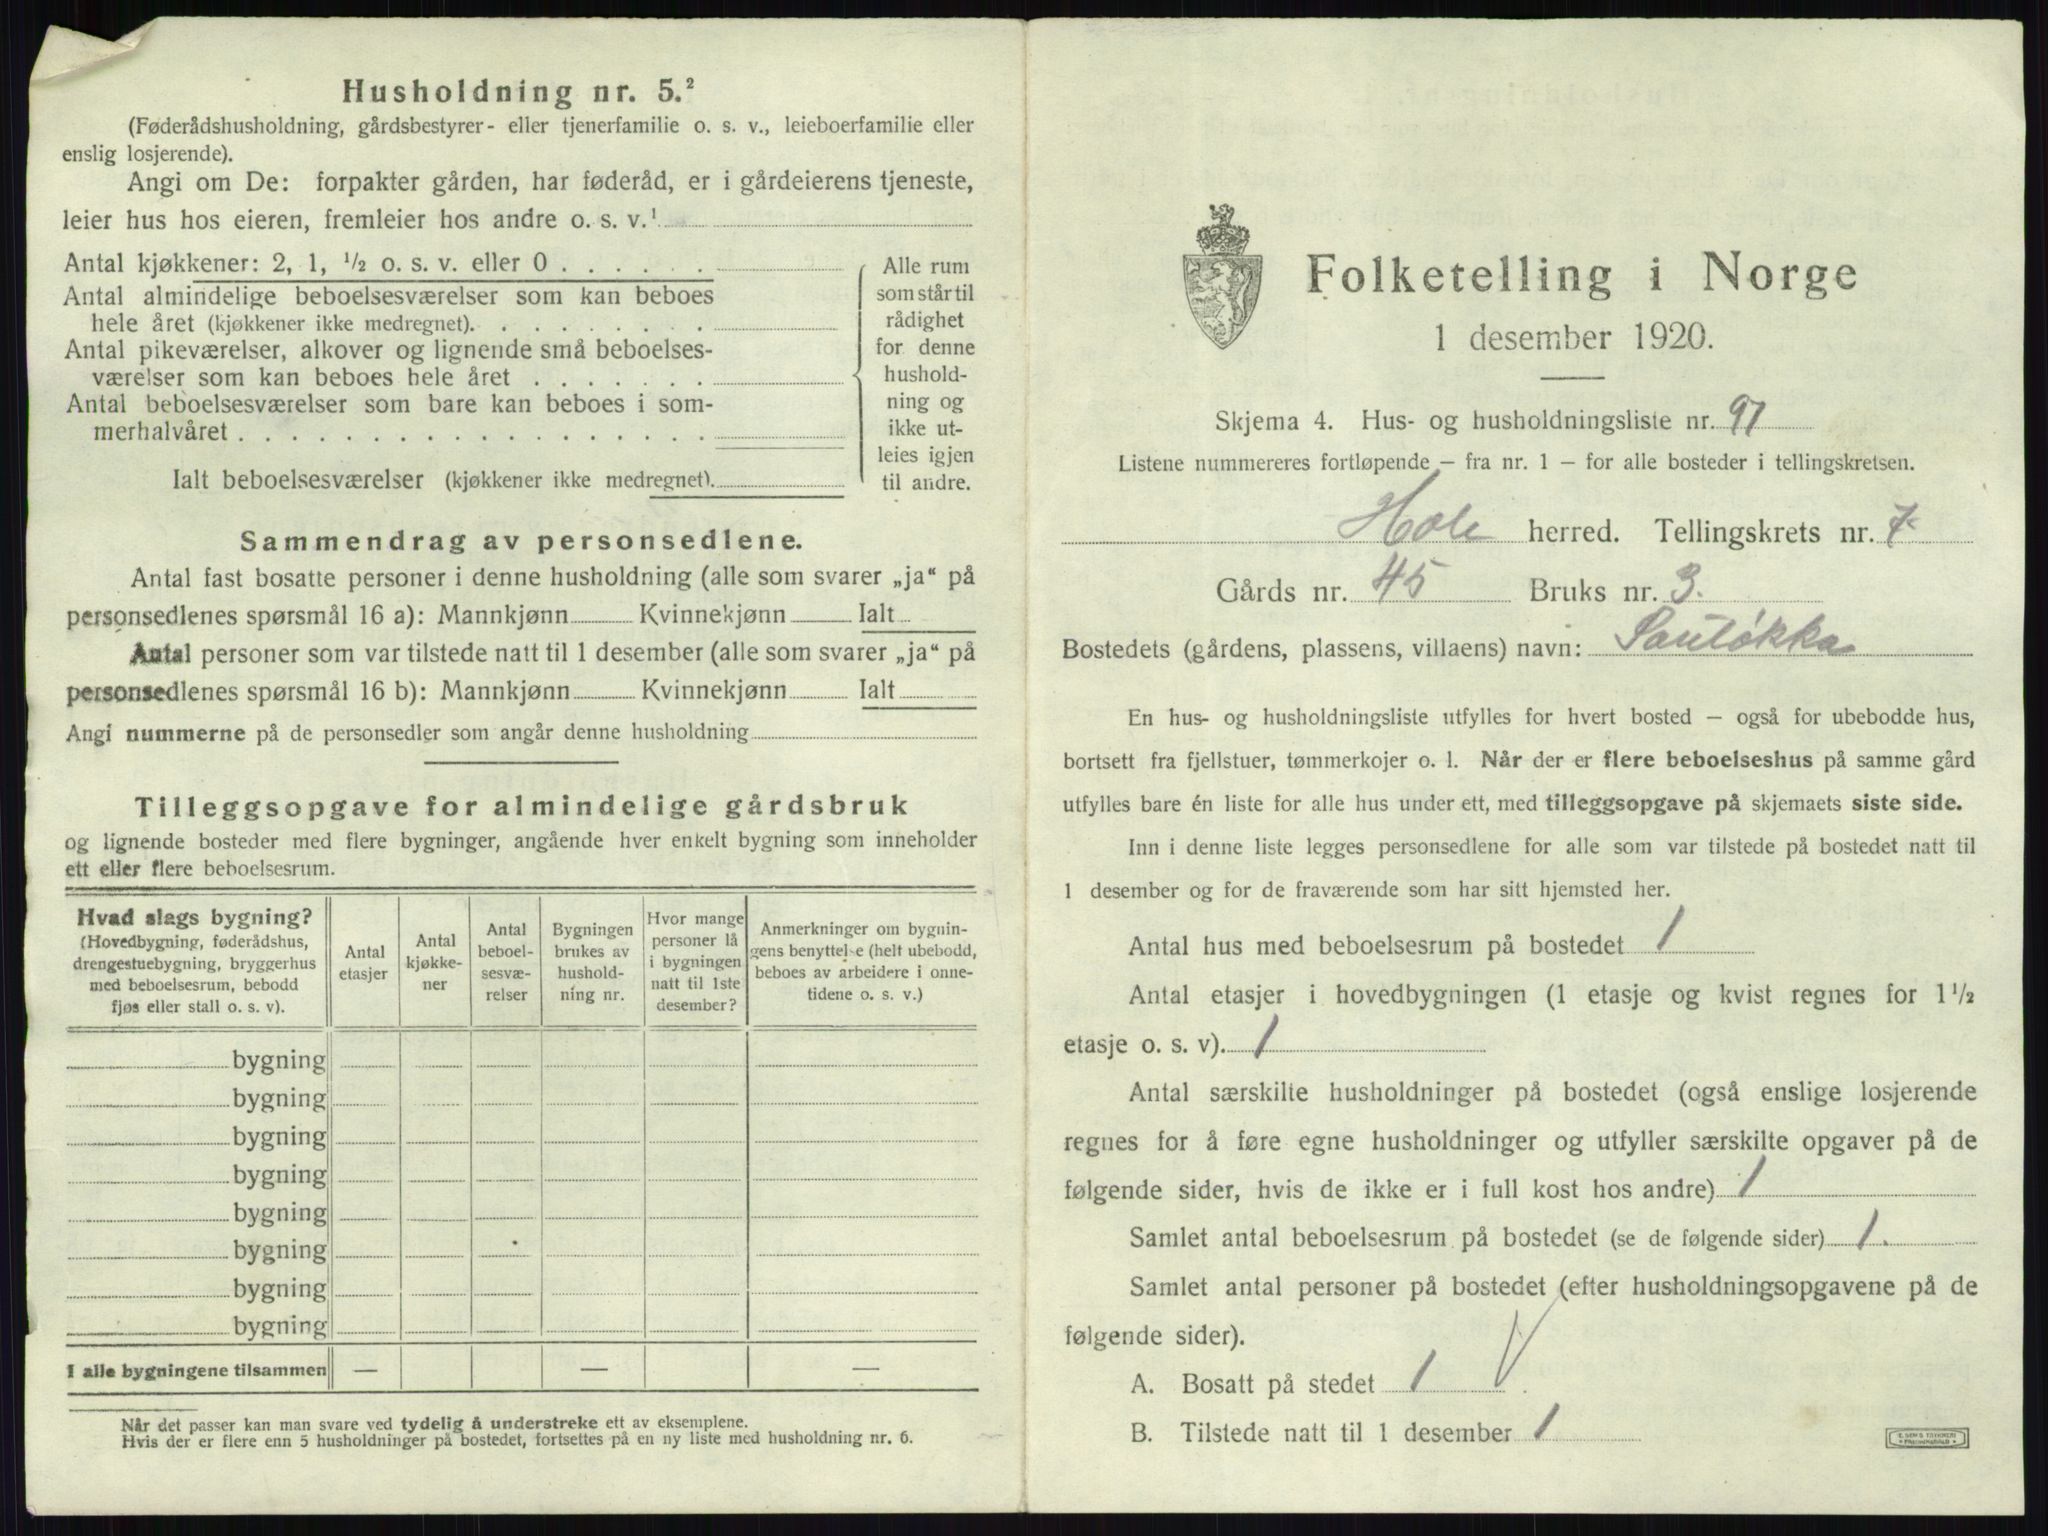 Husholdning nr. 5.²
(Føderådshusholdning, gårdsbestyrer- eller tjenerfamilie o. s. v., leieboerfamilie eller
enslig losjerende).
Angi om De: forpakter gården, har føderåd, er i gårdeierens tjeneste,
leier hus hos eieren, fremleier hos andre o. s. v.¹
Antal kjøkkener: 2, 1, ½ o. s. v. eller 0 . . . . . .
Antal almindelige beboelsesværelser som kan beboes
hele året (kjøkkener ikke medregnet). . . . . . . . .
Antal pikeværelser, alkover og lignende små beboelses-
værelser som kan beboes hele året . . . . . . .
Antal beboelsesværelser som bare kan beboes i som-
merhalvåret . . . . . . . . . . . . . . . . . .
Ialt beboelsesværelser (kjøkkener ikke medregnet).
Alle rum
som står til
rådighet
for denne
hushold-
ning og
ikke ut-
leies igjen
til andre.
Sammendrag av personsedlene.
Antal fast bosatte personer i denne husholdning (alle som svarer „ja“ på
personsedlenes spørsmål 16 a): Mannkjønn Kvinnekjønn Ialt
Antal personer som var tilstede natt til 1 desember (alle som svarer „ja“ på
personsedlenes spørsmål 16 b): Mannkjønn Kvinnekjønn Ialt
Angi nummerne på de personsedler som angår denne husholdning
Tilleggsopgave for almindelige gårdsbruk
og lignende bosteder med flere bygninger, angående hver enkelt bygning som inneholder
ett eller flere beboelsesrum.
Hvad slags bygning?
(Hovedbygning, føderådshus,
drengestuebygning, bryggerhus
med beboelsesrum, bebodd
fjøs eller stall o. s. v).
Antal
etasjer
Antal
kjøkke-
ner
Antal
beboel-
sesvæ-
relser
Bygningen
brukes av
hushold-
ning nr.
Hvor mange
personer lå
i bygningen
natt til 1ste
desember?
Anmerkninger om bygnin-
gens benyttelse (helt ubebodd,
beboes av arbeidere i onne-
tidene o. s. v.)
bygning
bygning
bygning
bygning
bygning
bygning
bygning
bygning
I alle bygningene tilsammen — — —
Når det passer kan man svare ved tydelig å understreke ett av eksemplene.
Hvis der er flere enn 5 husholdninger på bostedet, fortsettes på en ny liste med husholdning nr. 6.
Folketelling i Norge
1 desember 1920.
Skjema 4. Hus- og husholdningsliste nr. 97
Listene nummereres fortløpende – fra nr. 1 – for alle bosteder i tellingskretsen.
Hole herred. Tellingskrets nr. 7
Gårds nr. 45 Bruks nr. 3.
Bostedets (gårdens, plassens, villaens) navn: Sauløkka
En hus- og husholdningsliste utfylles for hvert bosted – også for ubebodde hus,
bortsett fra fjellstuer, tømmerkojer o. l. Når der er flere beboelseshus på samme gård
utfylles bare én liste for alle hus under ett, med tilleggsopgave på skjemaets siste side.
Inn i denne liste legges personsedlene for alle som var tilstede på bostedet natt til
1 desember og for de fraværende som har sitt hjemsted her.
Antal hus med beboelsesrum på bostedet 1
Antal etasjer i hovedbygningen (1 etasje og kvist regnes for 1½
etasje o. s. v). 1
Antal særskilte husholdninger på bostedet (også enslige losjerende
regnes for å føre egne husholdninger og utfyller særskilte opgaver på de
følgende sider, hvis de ikke er i full kost hos andre) 1
Samlet antal beboelsesrum på bostedet (se de følgende sider) 1.
Samlet antal personer på bostedet (efter husholdningsopgavene på de
følgende sider).
A. Bosatt på stedet 1
B. Tilstede natt til 1 desember 1